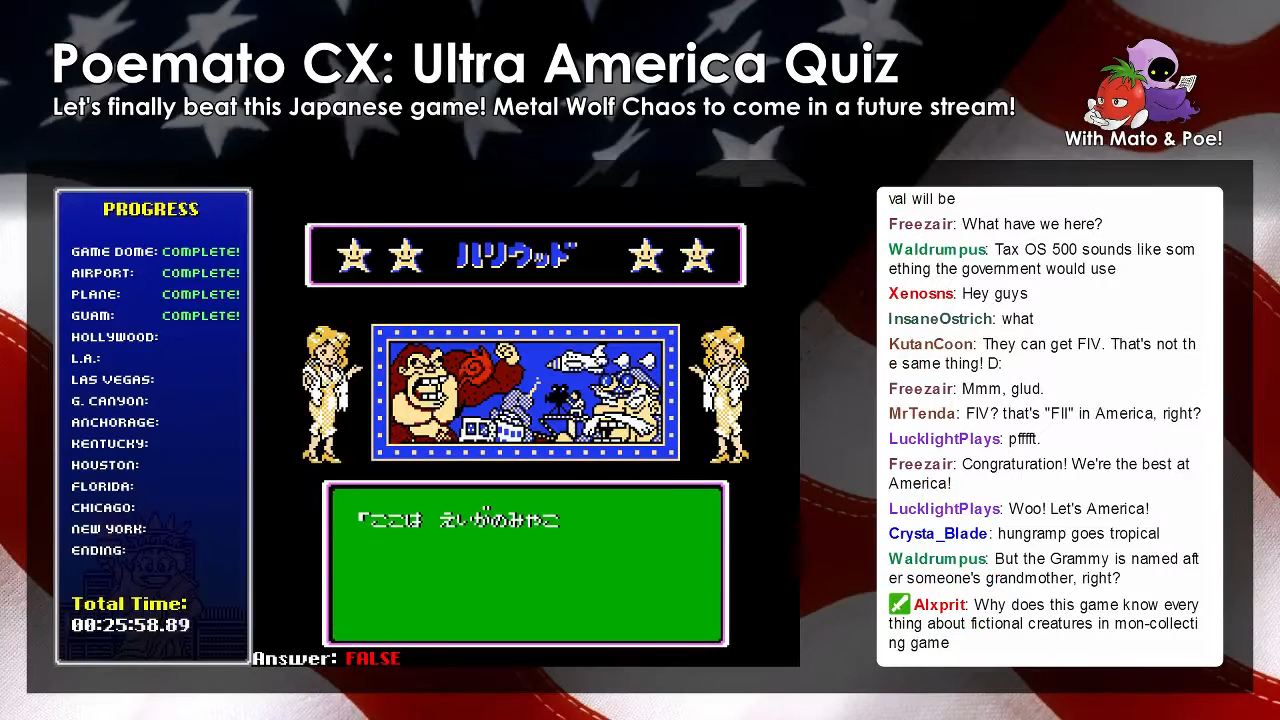 Poemato CX: Ultra America Quiz
Let's finally beat this Japanese game! Metal Wolf Chaos to come in a future stream!
With Mato & Poe!
PROGRESS
GAME DOME: COMPLETE!
AIRPORT: COMPLETE!
PLANE: COMPLETE!
GUAM: COMPLETE!
HOLLYWOOD:
L.A.:
LAS VEGAS:
G. CANYON:
ANCHORAGE:
KENTUCKY:
HOUSTON:
FLORIDA:
CHICAGO:
NEW YORK:
ENDING:
Total Time:
00:25:58.89
ハリウッド
「ここは えいがのみやこ
Answer: FALSE
val will be
Freezair: What have we here?
Waldrumpus: Tax OS 500 sounds like som
ething the government would use
Xenosns: Hey guys
InsaneOstrich: what
KutanCoon: They can get FIV. That's not th
e same thing! D:
Freezair: Mmm, glud.
MrTenda: FIV? that's "FII" in America, right?
LucklightPlays: pfffft.
Freezair: Congraturation! We're the best at
America!
LucklightPlays: Woo! Let's America!
Crysta_Blade: hungramp goes tropical
Waldrumpus: But the Grammy is named aft
er someone's grandmother, right?
Alxprit: Why does this game know every
thing about fictional creatures in mon-collecti
ng game